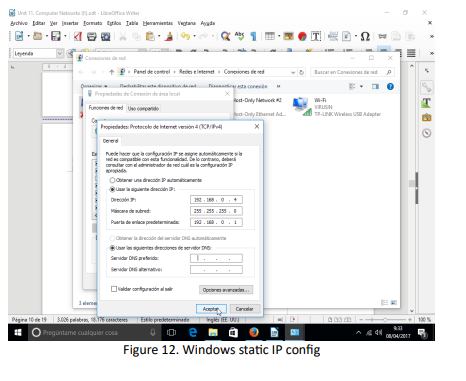 Unit 11. Computer Networks (II).odt - LibreOffice Writer
Archivo Editar Ver Insertar Formato Estilos Tabla Herramientas Ventana Ayuda
Leyenda
Conexiones de red
Panel de control Redes e Internet Conexiones de red
Buscar en Conexiones de red
Organizar Deshabilitar este dispositivo de red Diagnosticar esta conexión
Propiedades de Conexión de área local
Funciones de red Uso compartido
Host-Only Network #2
Host-Only Ethernet Ad...
Wi-Fi
VIRUSIN
TP-LINK Wireless USB Adapter
Propiedades: Protocolo de Internet versión 4 (TCP/IPv4)
General
Puede hacer que la configuración IP se asigne automáticamente si la
red es compatible con esta funcionalidad. De lo contrario, deberá
consultar con el administrador de red cuál es la configuración IP
apropiada.
Obtener una dirección IP automáticamente
Usar la siguiente dirección IP:
Dirección IP: 192 . 168 . 0 . 4
Máscara de subred: 255 . 255 . 255 . 0
Puerta de enlace predeterminada: 192 . 168 . 0 . 1
Obtener la dirección del servidor DNS automáticamente
Usar las siguientes direcciones de servidor DNS:
Servidor DNS preferido:
Servidor DNS alternativo:
Validar configuración al salir
Opciones avanzadas...
Aceptar Cancelar
3 eleme
Página 10 de 19 3.026 palabras, 18.176 caracteres Estilo predeterminado Inglés (EE. UU.) 100 %
Pregúntame cualquier cosa
9:33
08/04/2017
Figure 12. Windows static IP config